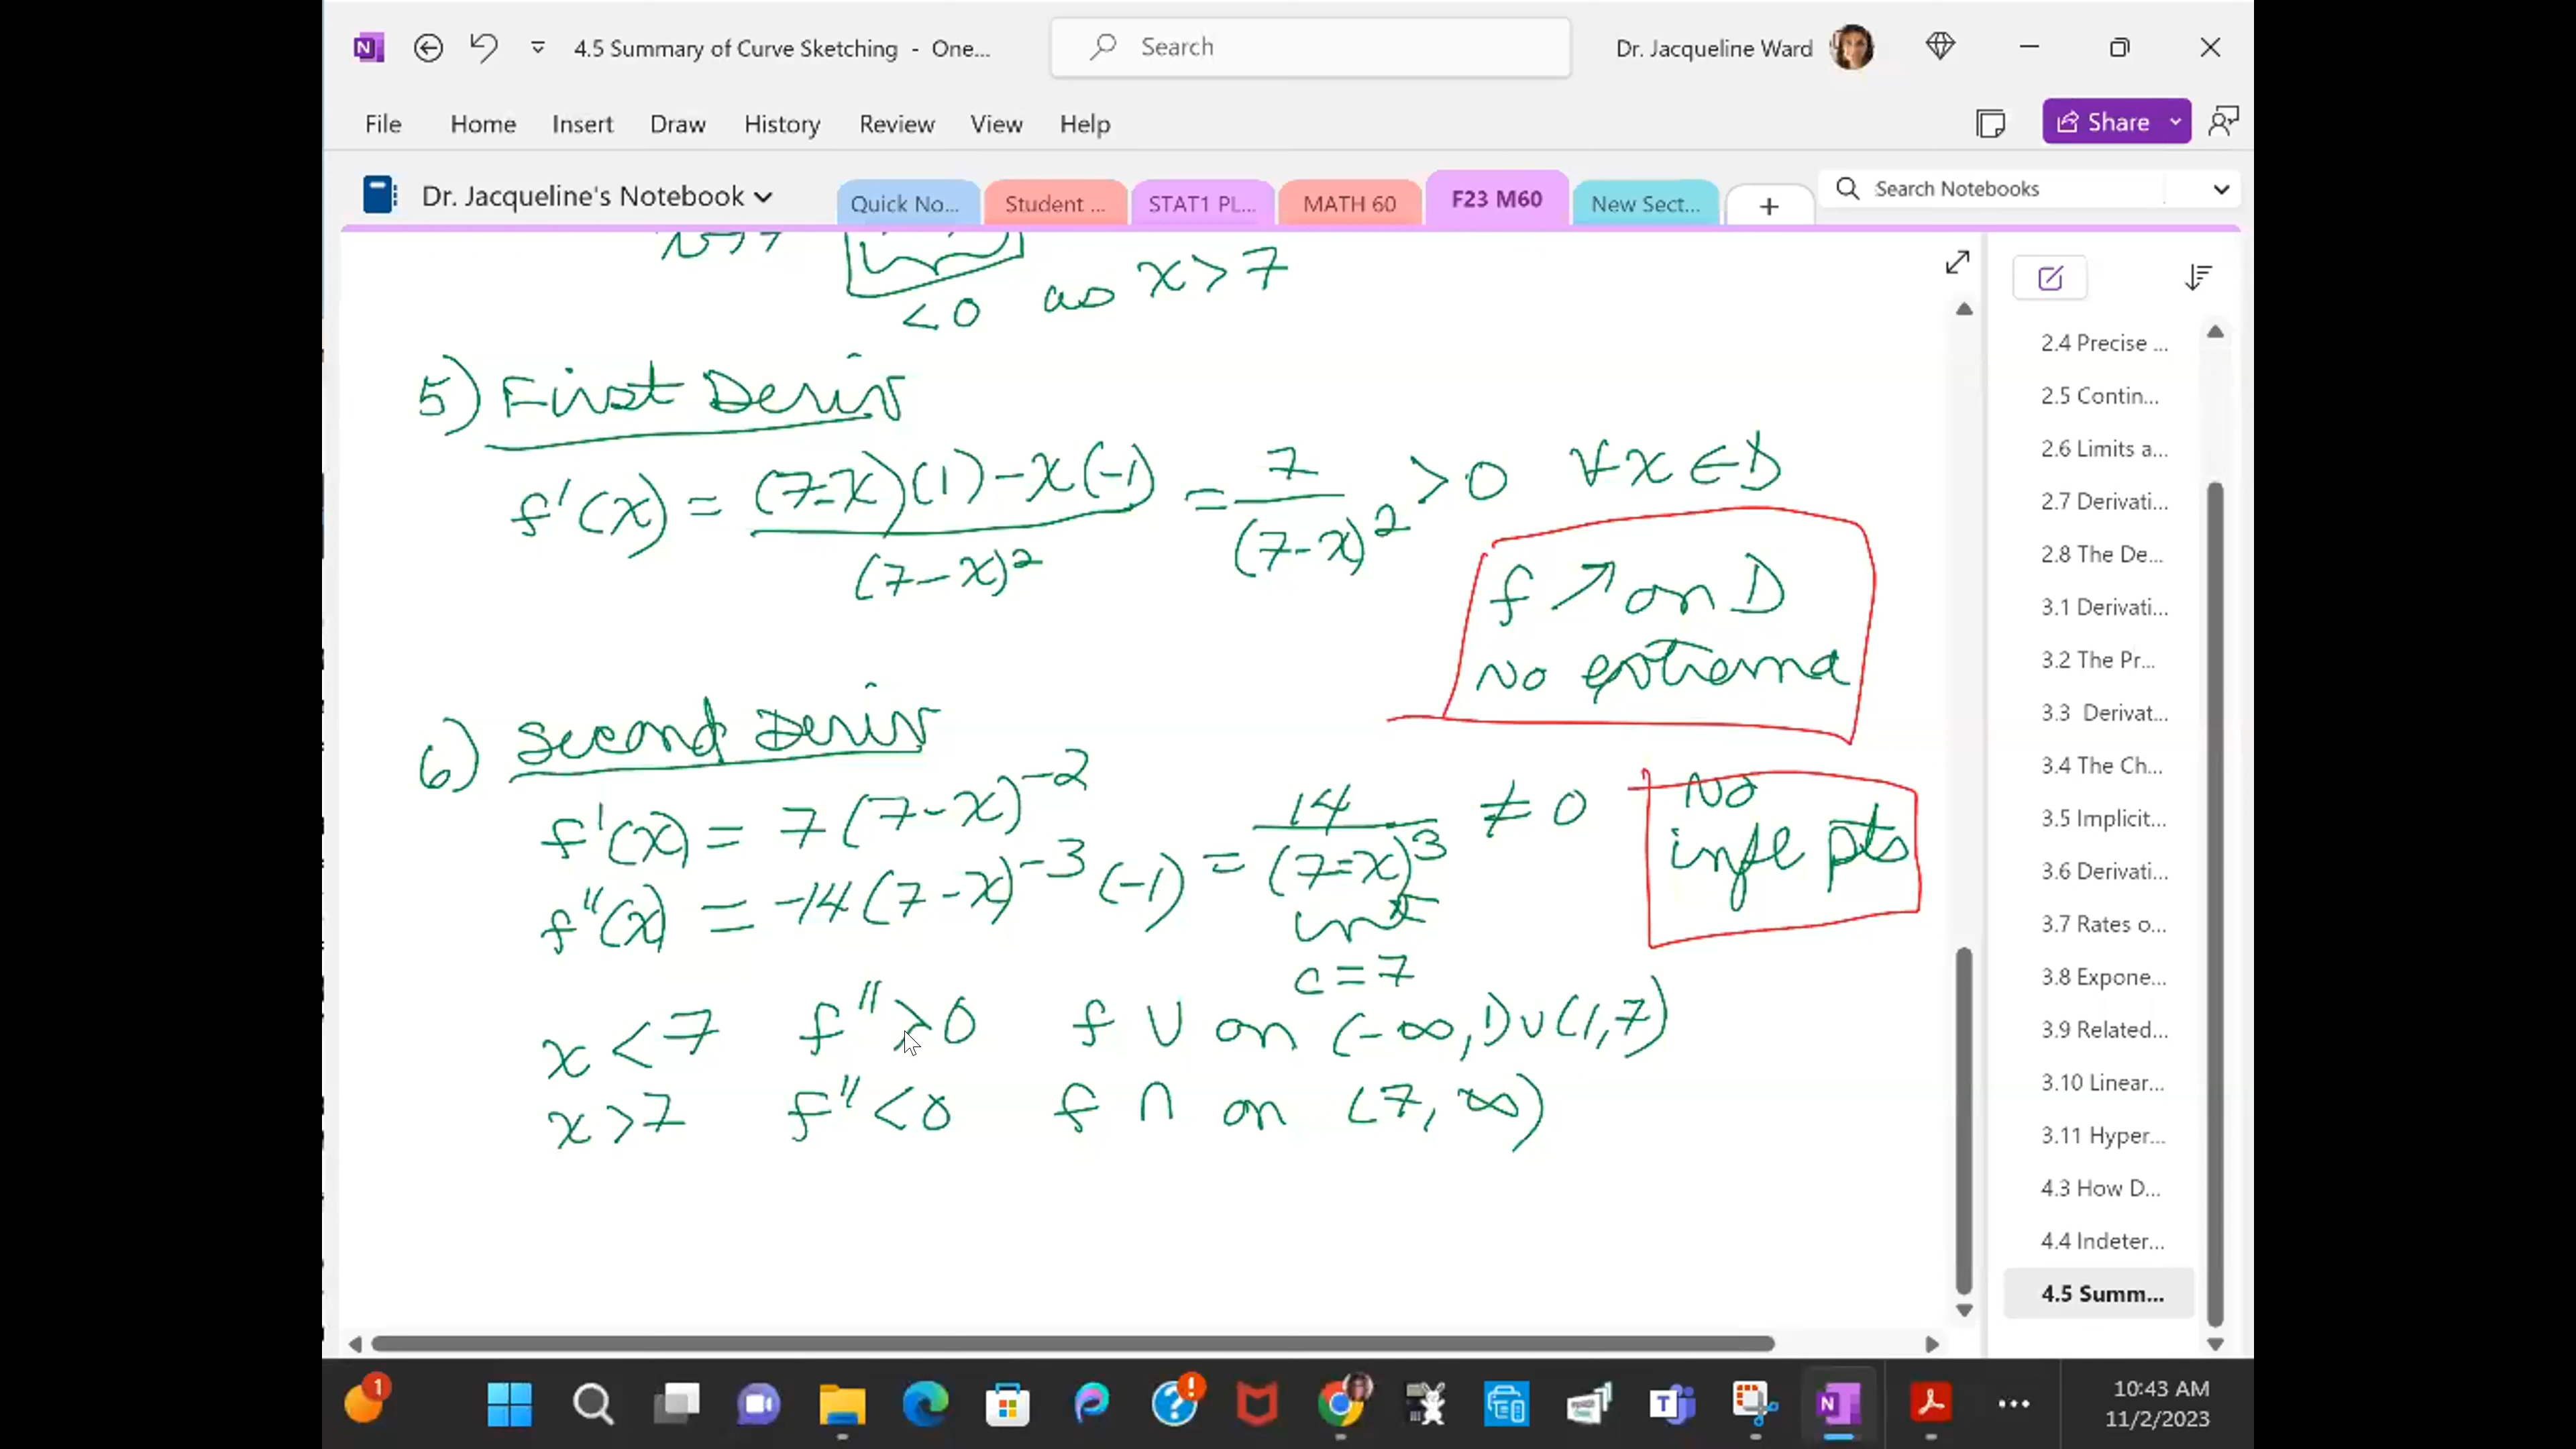 4.5 Summary of Curve Sketching - One...
Search
Dr. Jacqueline Ward
File Home Insert Draw History Review View Help
Share
Dr. Jacqueline's Notebook
Quick No...
Student ...
STAT1 PL...
MATH 60
F23 M60
New Sect...
+
Search Notebooks
<0 as x>7
5) First Deriv
f'(x) = (7-x)(1)-x(-1) / (7-x)² = 7 / (7-x)² >0 ∀x∈D
f ↗ on D
No extrema
6) Second Deriv
f'(x) = 7(7-x)⁻²
f''(x) = -14(7-x)⁻³(-1) = 14 / (7-x)³ ≠ 0
No
infl pts
c=7
x<7 f''>0 f ∪ on (-∞,1)∪(1,7)
x>7 f''<0 f ∩ on (7,∞)
2.4 Precise ...
2.5 Contin...
2.6 Limits a...
2.7 Derivati...
2.8 The De...
3.1 Derivati...
3.2 The Pr...
3.3 Derivat...
3.4 The Ch...
3.5 Implicit...
3.6 Derivati...
3.7 Rates o...
3.8 Expone...
3.9 Related...
3.10 Linear...
3.11 Hyper...
4.3 How D...
4.4 Indeter...
4.5 Summ...
1
10:43 AM
11/2/2023